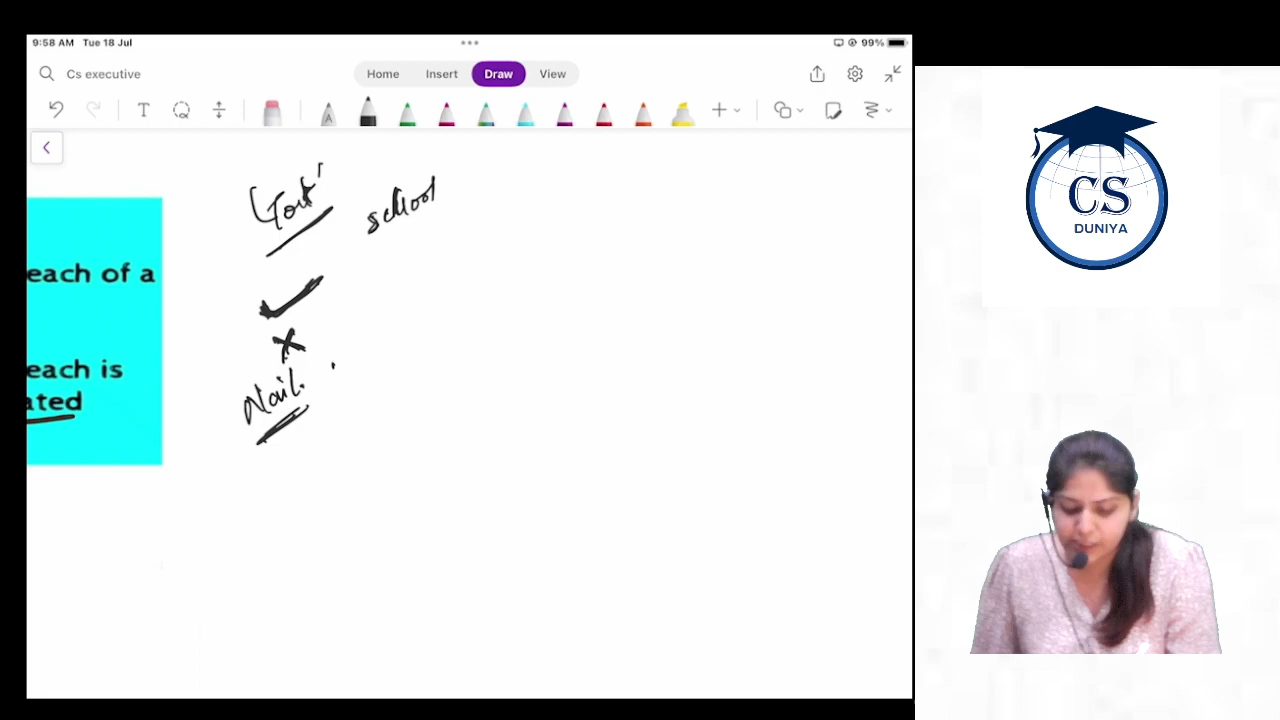 9:58 AM Tue 18 Jul
99%
Cs executive
Home Insert Draw View
T
A
each of a
each is
ated
school
Nail.
CS
DUNIYA